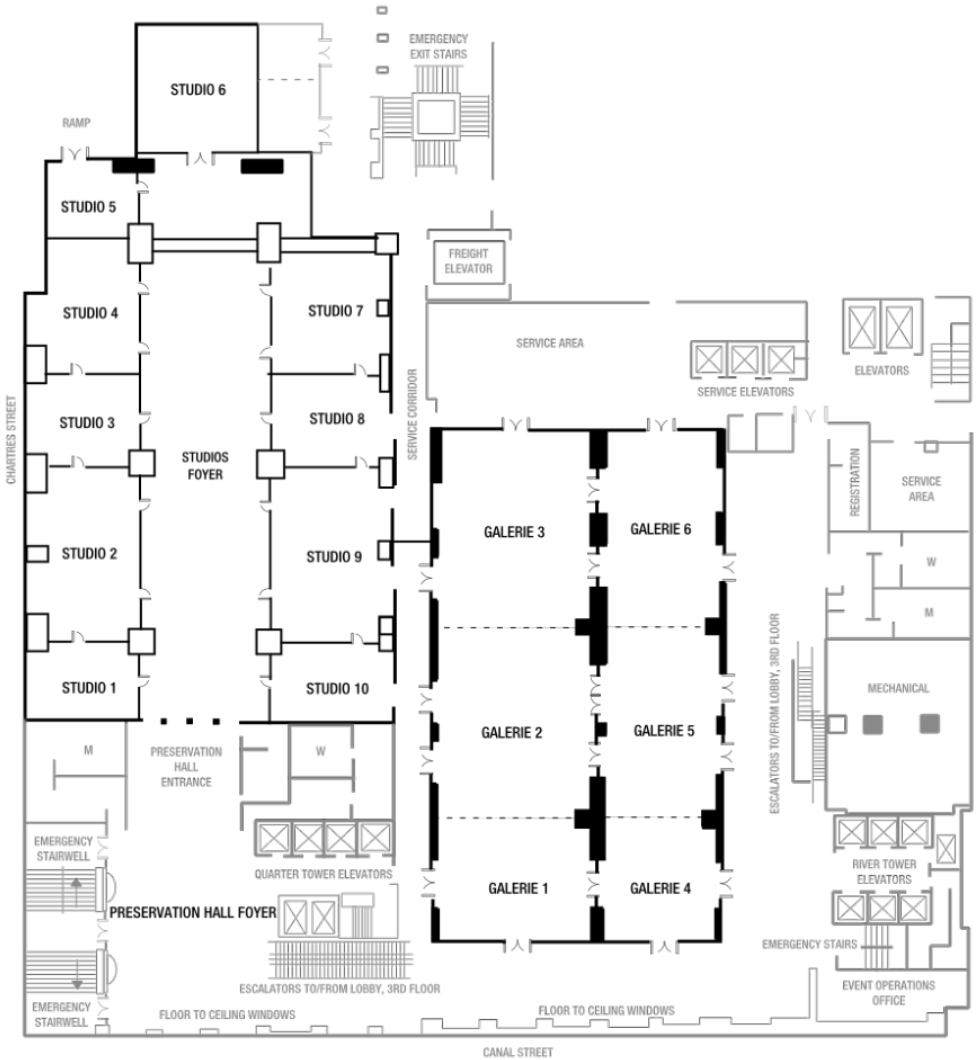 EMERGENCY
EXIT STAIRS
STUDIO 6
RAMP
STUDIO 5
FREIGHT
ELEVATOR
STUDIO 4
STUDIO 7
SERVICE AREA
SERVICE ELEVATORS
ELEVATORS
CHARTRES STREET
STUDIO 3
STUDIO 8
SERVICE CORRIDOR
STUDIOS
FOYER
REGISTRATION
SERVICE
AREA
GALERIE 3
GALERIE 6
STUDIO 2
STUDIO 9
W
M
STUDIO 1
STUDIO 10
MECHANICAL
ESCALATORS TO/FROM LOBBY, 3RD FLOOR
GALERIE 2
GALERIE 5
M
PRESERVATION
HALL
ENTRANCE
W
EMERGENCY
STAIRWELL
QUARTER TOWER ELEVATORS
RIVER TOWER
ELEVATORS
GALERIE 1
GALERIE 4
PRESERVATION HALL FOYER
EMERGENCY STAIRS
ESCALATORS TO/FROM LOBBY, 3RD FLOOR
EVENT OPERATIONS
OFFICE
EMERGENCY
STAIRWELL
FLOOR TO CEILING WINDOWS
FLOOR TO CEILING WINDOWS
CANAL STREET